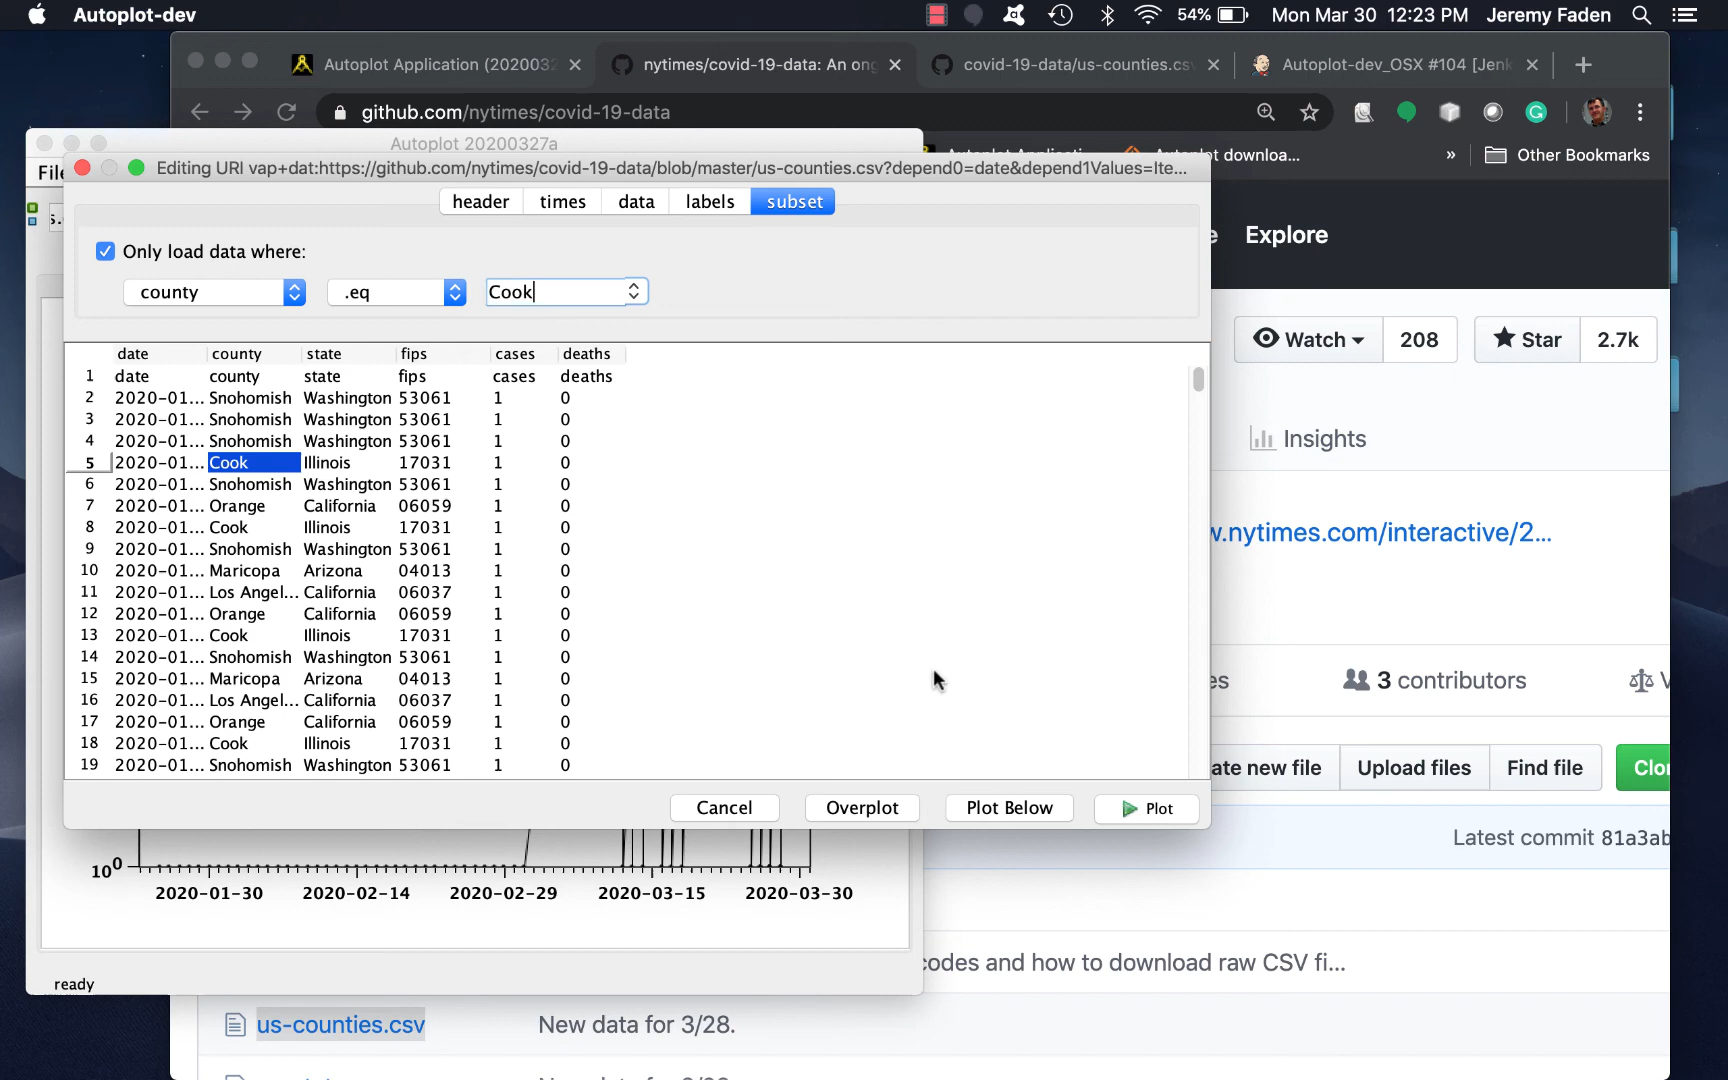 Autoplot-dev 54% Mon Mar 30 12:23 PM Jeremy Faden
Autoplot Application (2020032 nytimes/covid-19-data: An ong covid-19-data/us-counties.csv Autoplot-dev_OSX #104 [Jenk
github.com/nytimes/covid-19-data
Autoplot 20200327a
Autoplot downloa... » Other Bookmarks
File
Editing URI vap+dat:https://github.com/nytimes/covid-19-data/blob/master/us-counties.csv?depend0=date&depend1Values=Ite...
header times data labels subset
s.
Explore
Only load data where:
county .eq Cook
Watch 208 Star 2.7k
date county state fips cases deaths
1 date county state fips cases deaths
2 2020-01... Snohomish Washington 53061 1 0
3 2020-01... Snohomish Washington 53061 1 0
4 2020-01... Snohomish Washington 53061 1 0
5 2020-01... Cook Illinois 17031 1 0
6 2020-01... Snohomish Washington 53061 1 0
7 2020-01... Orange California 06059 1 0
8 2020-01... Cook Illinois 17031 1 0
9 2020-01... Snohomish Washington 53061 1 0
10 2020-01... Maricopa Arizona 04013 1 0
11 2020-01... Los Angel... California 06037 1 0
12 2020-01... Orange California 06059 1 0
13 2020-01... Cook Illinois 17031 1 0
14 2020-01... Snohomish Washington 53061 1 0
15 2020-01... Maricopa Arizona 04013 1 0
16 2020-01... Los Angel... California 06037 1 0
17 2020-01... Orange California 06059 1 0
18 2020-01... Cook Illinois 17031 1 0
19 2020-01... Snohomish Washington 53061 1 0
Insights
w.nytimes.com/interactive/2...
es 3 contributors V
ate new file Upload files Find file Clo
Cancel Overplot Plot Below Plot
Latest commit 81a3ab
10⁰
2020-01-30 2020-02-14 2020-02-29 2020-03-15 2020-03-30
codes and how to download raw CSV fi...
ready
us-counties.csv New data for 3/28.